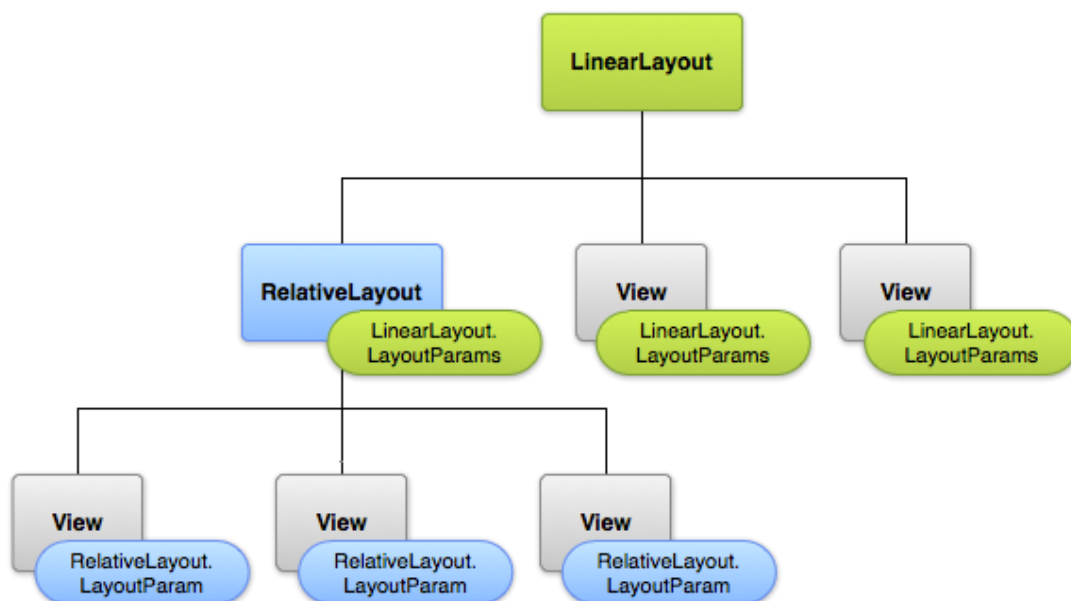 LinearLayout
RelativeLayout
LinearLayout.
LayoutParams
View
LinearLayout.
LayoutParams
View
LinearLayout.
LayoutParams
View
RelativeLayout.
LayoutParam
View
RelativeLayout.
LayoutParam
View
RelativeLayout.
LayoutParam